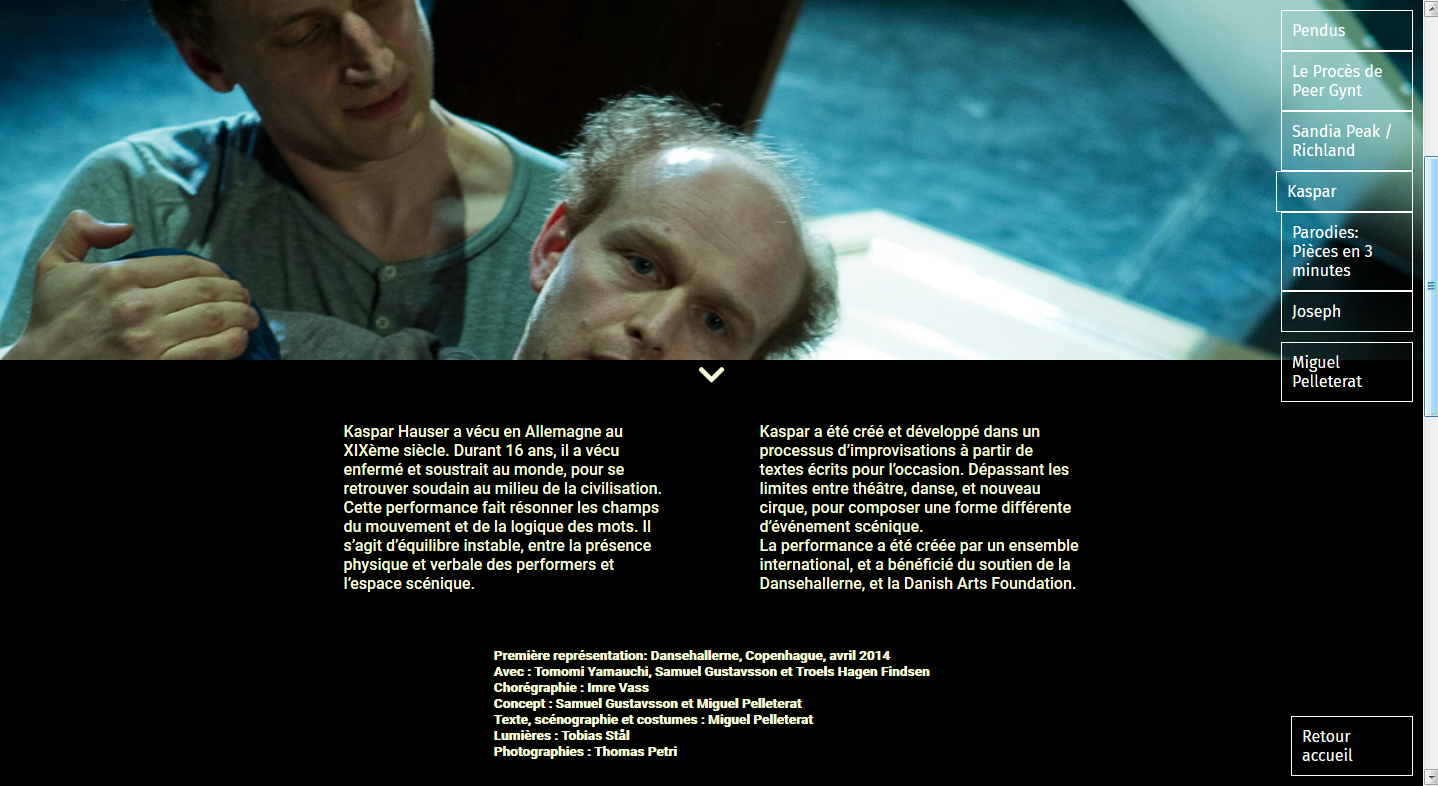 Pendus
Le Procès de
Peer Gynt
Sandia Peak /
Richland
Kaspar
Parodies:
Pièces en 3
minutes
Joseph
Miguel
Pelleterat
Kaspar Hauser a vécu en Allemagne au
XIXème siècle. Durant 16 ans, il a vécu
enfermé et soustrait au monde, pour se
retrouver soudain au milieu de la civilisation.
Cette performance fait résonner les champs
du mouvement et de la logique des mots. Il
s’agit d’équilibre instable, entre la présence
physique et verbale des performers et
l’espace scénique.
Kaspar a été créé et développé dans un
processus d’improvisations à partir de
textes écrits pour l’occasion. Dépassant les
limites entre théâtre, danse, et nouveau
cirque, pour composer une forme différente
d’événement scénique.
La performance a été créée par un ensemble
international, et a bénéficié du soutien de la
Dansehallerne, et la Danish Arts Foundation.
Première représentation: Dansehallerne, Copenhague, avril 2014
Avec : Tomomi Yamauchi, Samuel Gustavsson et Troels Hagen Findsen
Chorégraphie : Imre Vass
Concept : Samuel Gustavsson et Miguel Pelleterat
Texte, scénographie et costumes : Miguel Pelleterat
Lumières : Tobias Stål
Photographies : Thomas Petri
Retour
accueil